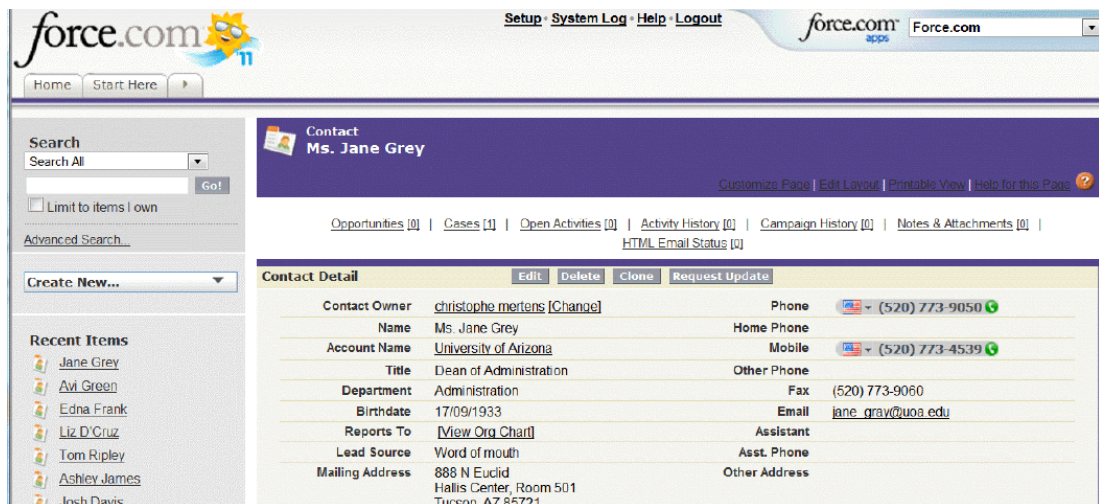 force.com '11
Setup · System Log · Help · Logout
force.com apps
Force.com
Home
Start Here
Search
Search All
Go!
Limit to items I own
Advanced Search...
Create New...
Recent Items
Jane Grey
Avi Green
Edna Frank
Liz D'Cruz
Tom Ripley
Ashley James
Josh Davis
Contact
Ms. Jane Grey
Customize Page | Edit Layout | Printable View | Help for this Page ?
Opportunities [0] | Cases [1] | Open Activities [0] | Activity History [0] | Campaign History [0] | Notes & Attachments [0] |
HTML Email Status [0]
Contact Detail Edit Delete Clone Request Update
Contact Owner christophe mertens [Change] Phone (520) 773-9050
Name Ms. Jane Grey Home Phone
Account Name University of Arizona Mobile (520) 773-4539
Title Dean of Administration Other Phone
Department Administration Fax (520) 773-9060
Birthdate 17/09/1933 Email jane_gray@uoa.edu
Reports To [View Org Chart] Assistant
Lead Source Word of mouth Asst. Phone
Mailing Address 888 N Euclid Other Address
Hallis Center, Room 501
Tucson, AZ 85721